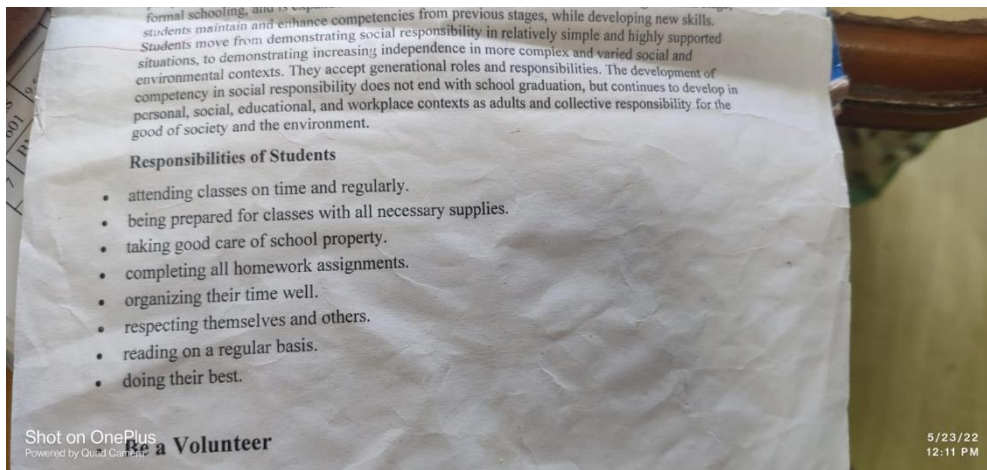 formal schooling, and is
students maintain and enhance competencies from previous stages, while developing new skills.
Students move from demonstrating social responsibility in relatively simple and highly supported
situations, to demonstrating increasing independence in more complex and varied social and
environmental contexts. They accept generational roles and responsibilities. The development of
competency in social responsibility does not end with school graduation, but continues to develop in
personal, social, educational, and workplace contexts as adults and collective responsibility for the
good of society and the environment.
Responsibilities of Students
• attending classes on time and regularly.
• being prepared for classes with all necessary supplies.
• taking good care of school property.
• completing all homework assignments.
• organizing their time well.
• respecting themselves and others.
• reading on a regular basis.
• doing their best.
• Be a Volunteer
Shot on OnePlus
Powered by Quad Camera
5/23/22
12:11 PM